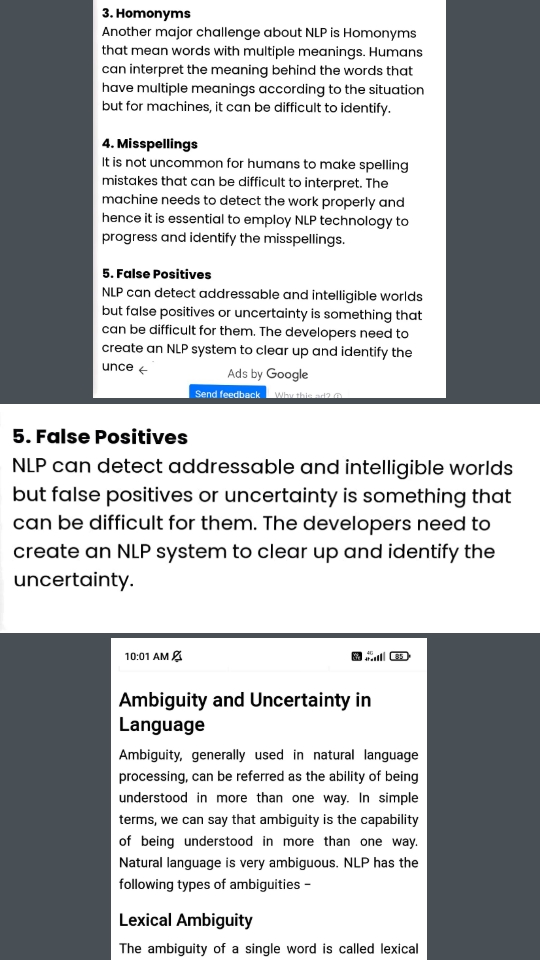 3. Homonyms
Another major challenge about NLP is Homonyms
that mean words with multiple meanings. Humans
can interpret the meaning behind the words that
have multiple meanings according to the situation
but for machines, it can be difficult to identify.
4. Misspellings
It is not uncommon for humans to make spelling
mistakes that can be difficult to interpret. The
machine needs to detect the work properly and
hence it is essential to employ NLP technology to
progress and identify the misspellings.
5. False Positives
NLP can detect addressable and intelligible worlds
but false positives or uncertainty is something that
can be difficult for them. The developers need to
create an NLP system to clear up and identify the
unce
Ads by Google
Send feedback Why this ad?
5. False Positives
NLP can detect addressable and intelligible worlds
but false positives or uncertainty is something that
can be difficult for them. The developers need to
create an NLP system to clear up and identify the
uncertainty.
10:01 AM 4G 85
Ambiguity and Uncertainty in
Language
Ambiguity, generally used in natural language
processing, can be referred as the ability of being
understood in more than one way. In simple
terms, we can say that ambiguity is the capability
of being understood in more than one way.
Natural language is very ambiguous. NLP has the
following types of ambiguities −
Lexical Ambiguity
The ambiguity of a single word is called lexical